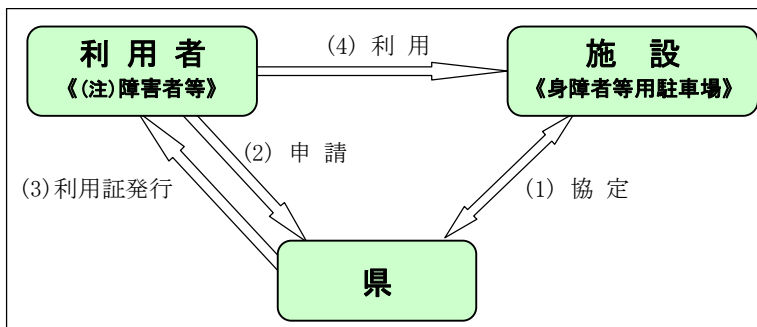 (4) 利 用
利 用 者
《(注)障害者等》
施 設
《身障者等用駐車場》
(2) 申 請
(3)利用証発行
(1) 協 定
県